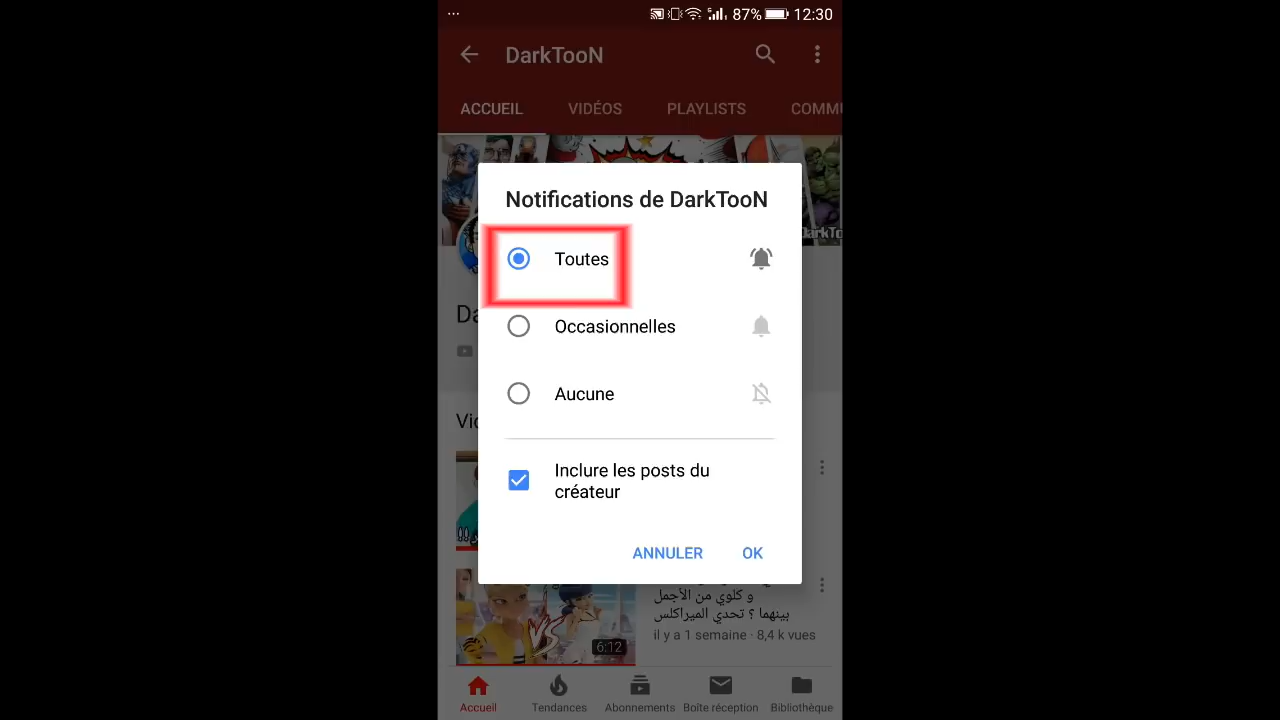 87% 12:30
DarkTooN
ACCUEIL VIDÉOS PLAYLISTS COMMU
Notifications de DarkTooN
Toutes
Occasionnelles
Aucune
Inclure les posts du
créateur
ANNULER OK
و كلوي من الأجمل
بينهما ؟ تحدي الميراكلس
il y a 1 semaine · 8,4 k vues
VS
6:12
Accueil Tendances Abonnements Boîte réception Bibliothèque